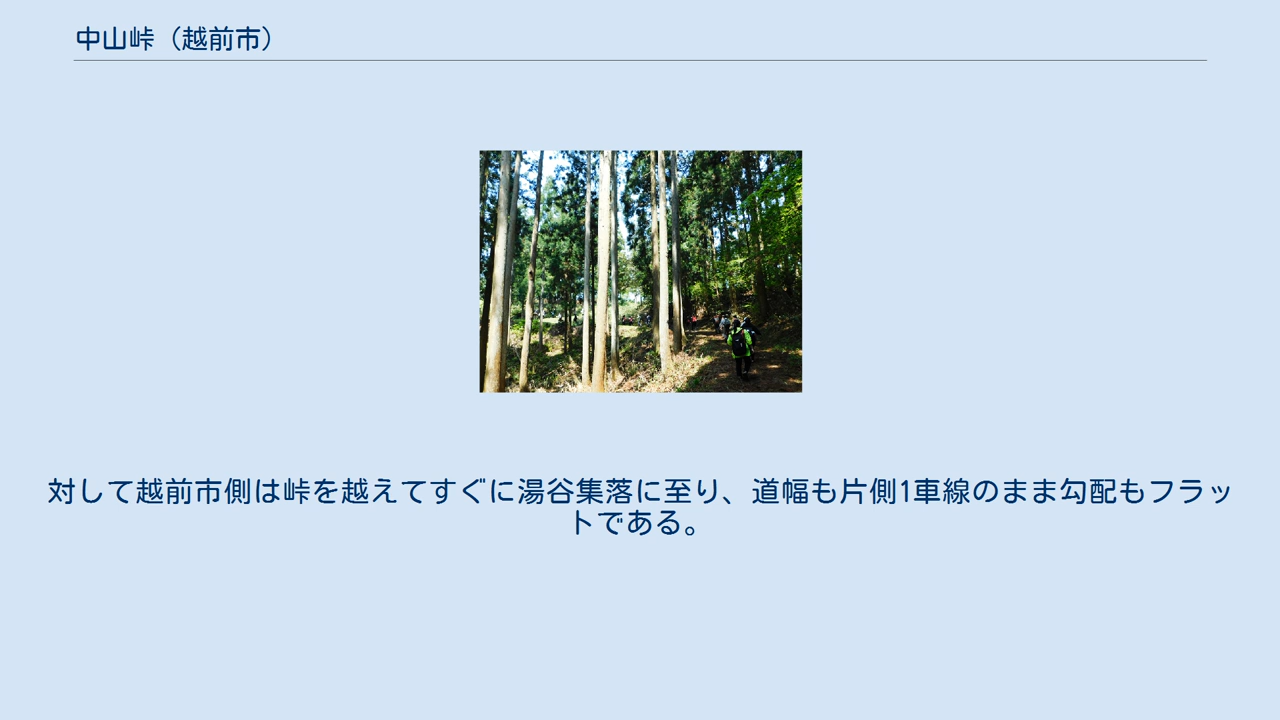 中山峠（越前市）
対して越前市側は峠を越えてすぐに湯谷集落に至り、道幅も片側1車線のまま勾配もフラッ
トである。